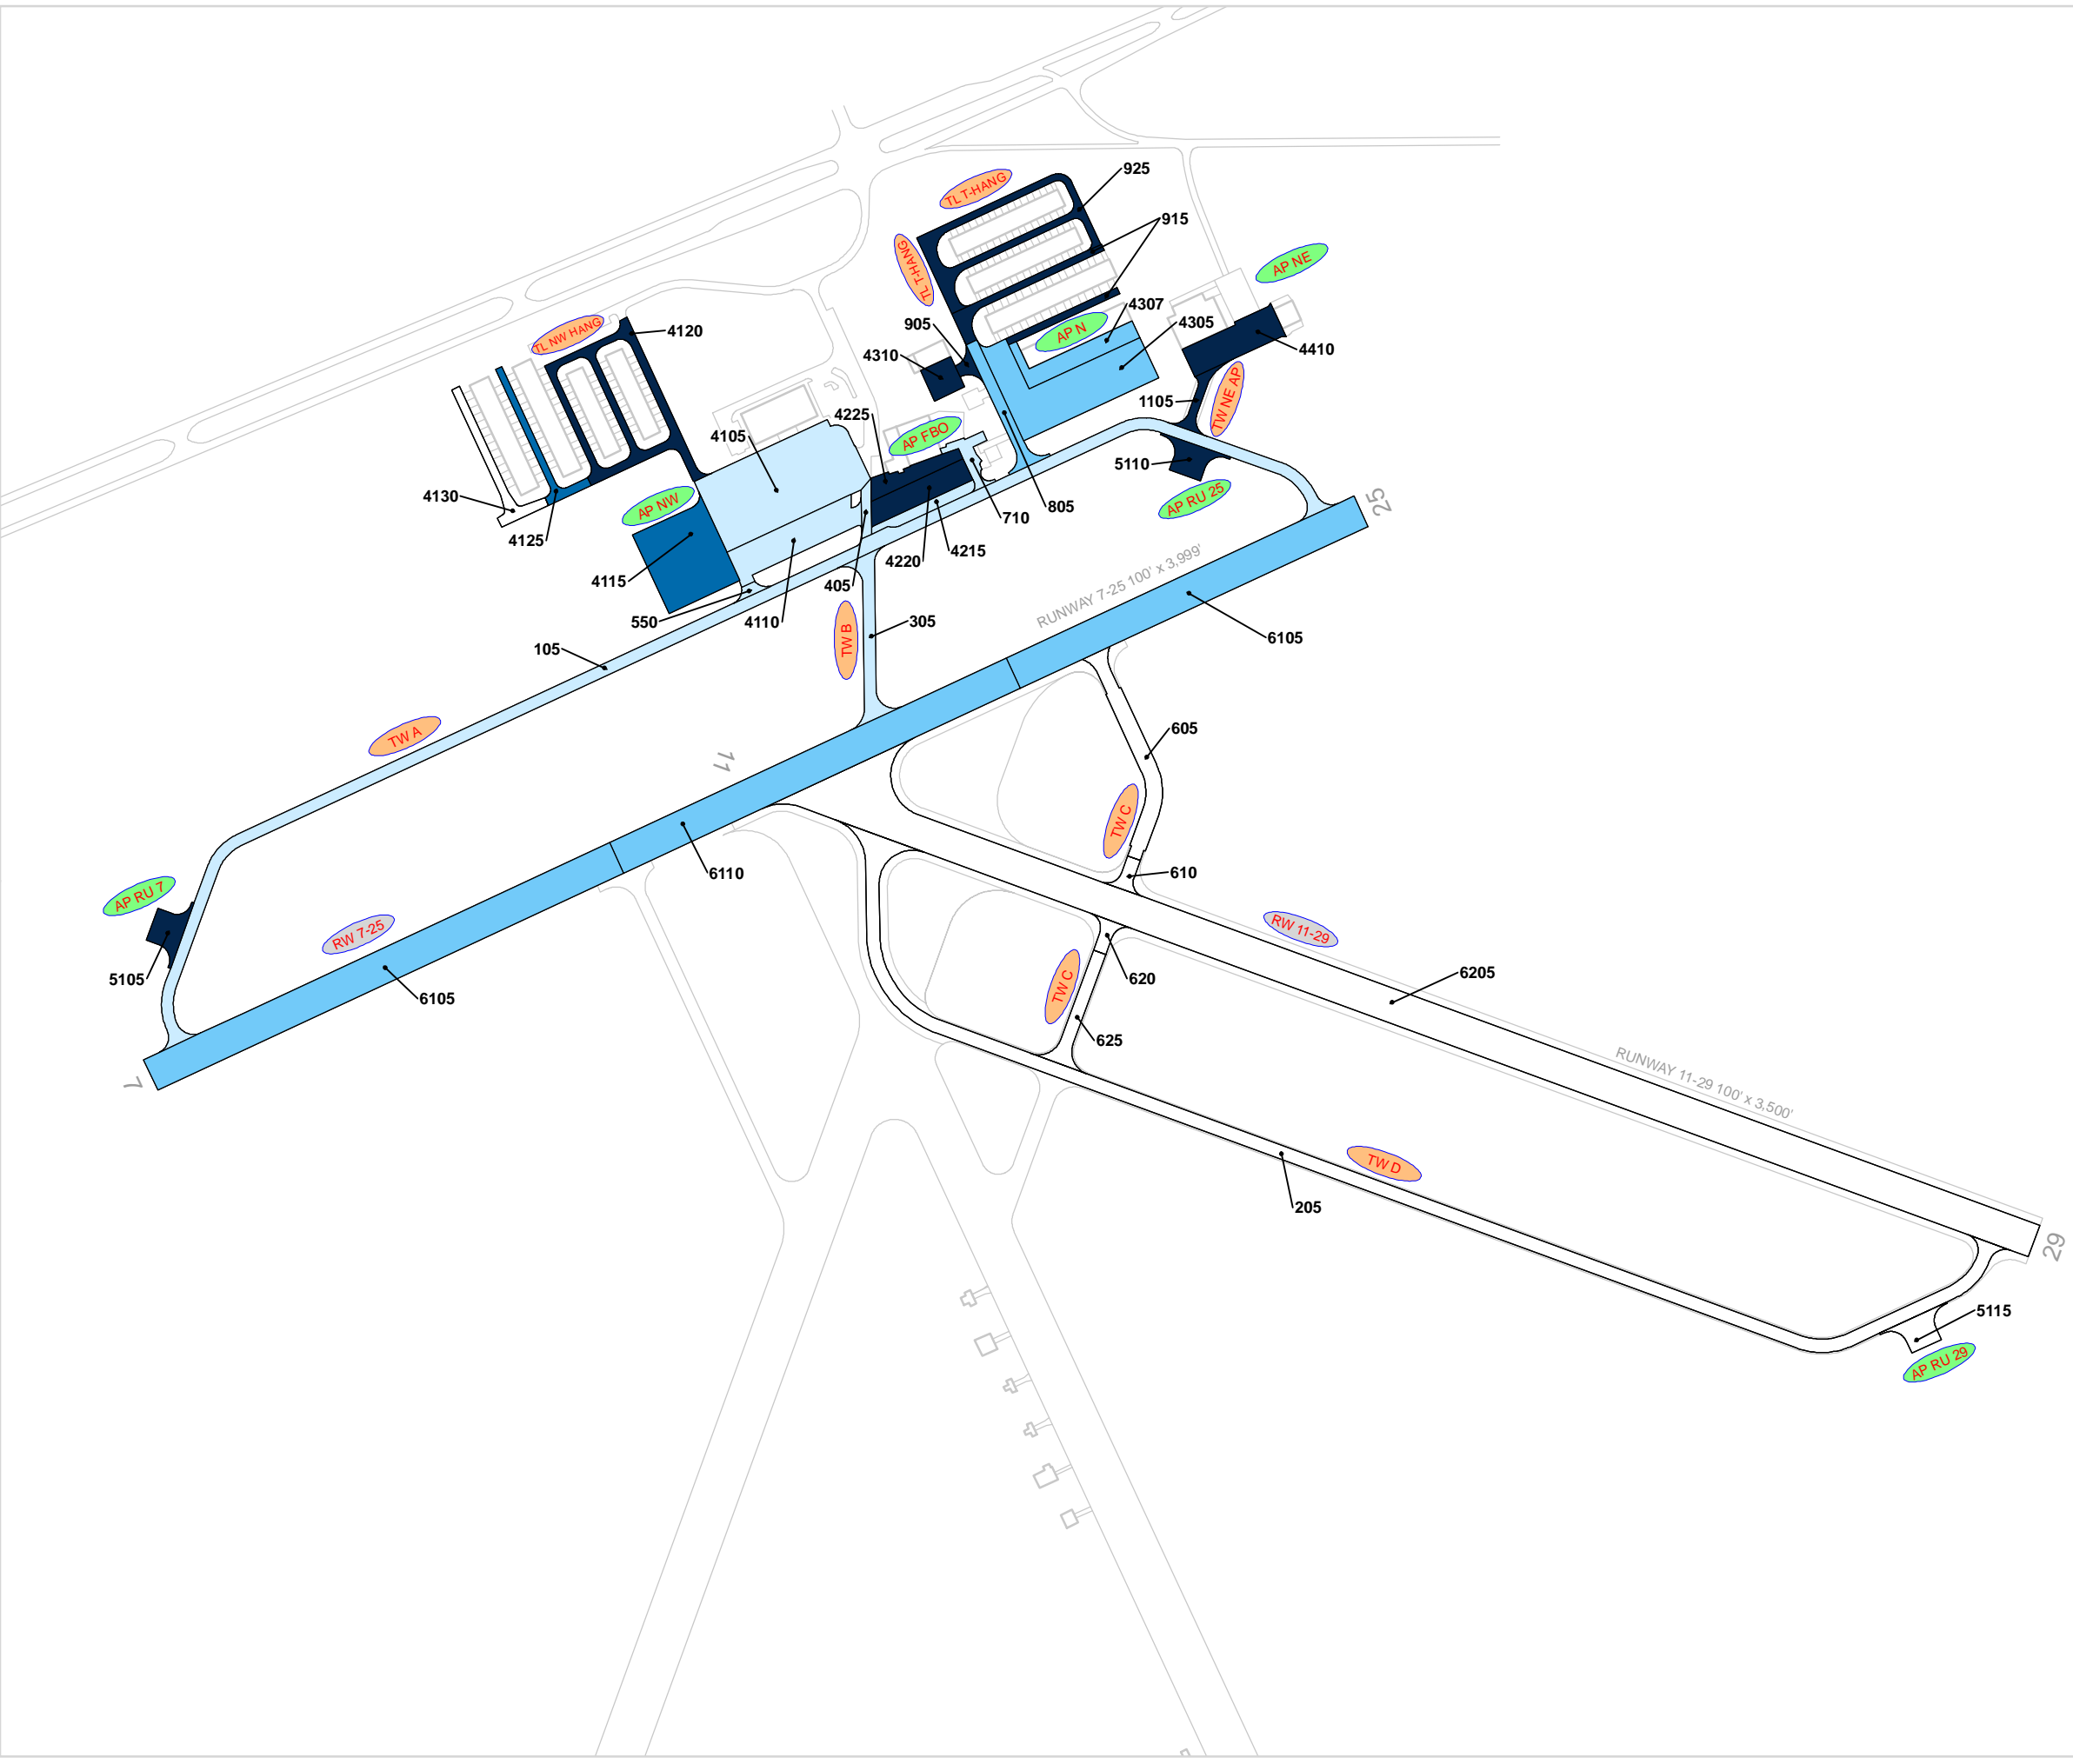 925
TL T-HANG
915
TL T-HANG
AP NE
4307
4305
905
AP N
TL NW HANG
4120
4310
4410
TW NE AP
1105
4225
4105
AP FBO
5110
4130
AP NW
AP RU 25
25
805
710
4125
4215
4220
RUNWAY 7-25 100' x 3,999'
4115
405
550
4110
305
TW B
6105
105
TW A
605
11
TW C
6110
610
AP RU 7
RW 7-25
RW 11-29
5105
6105
620
6205
TW C
625
7
RUNWAY 11-29 100' x 3,500'
TW D
205
29
5115
AP RU 29